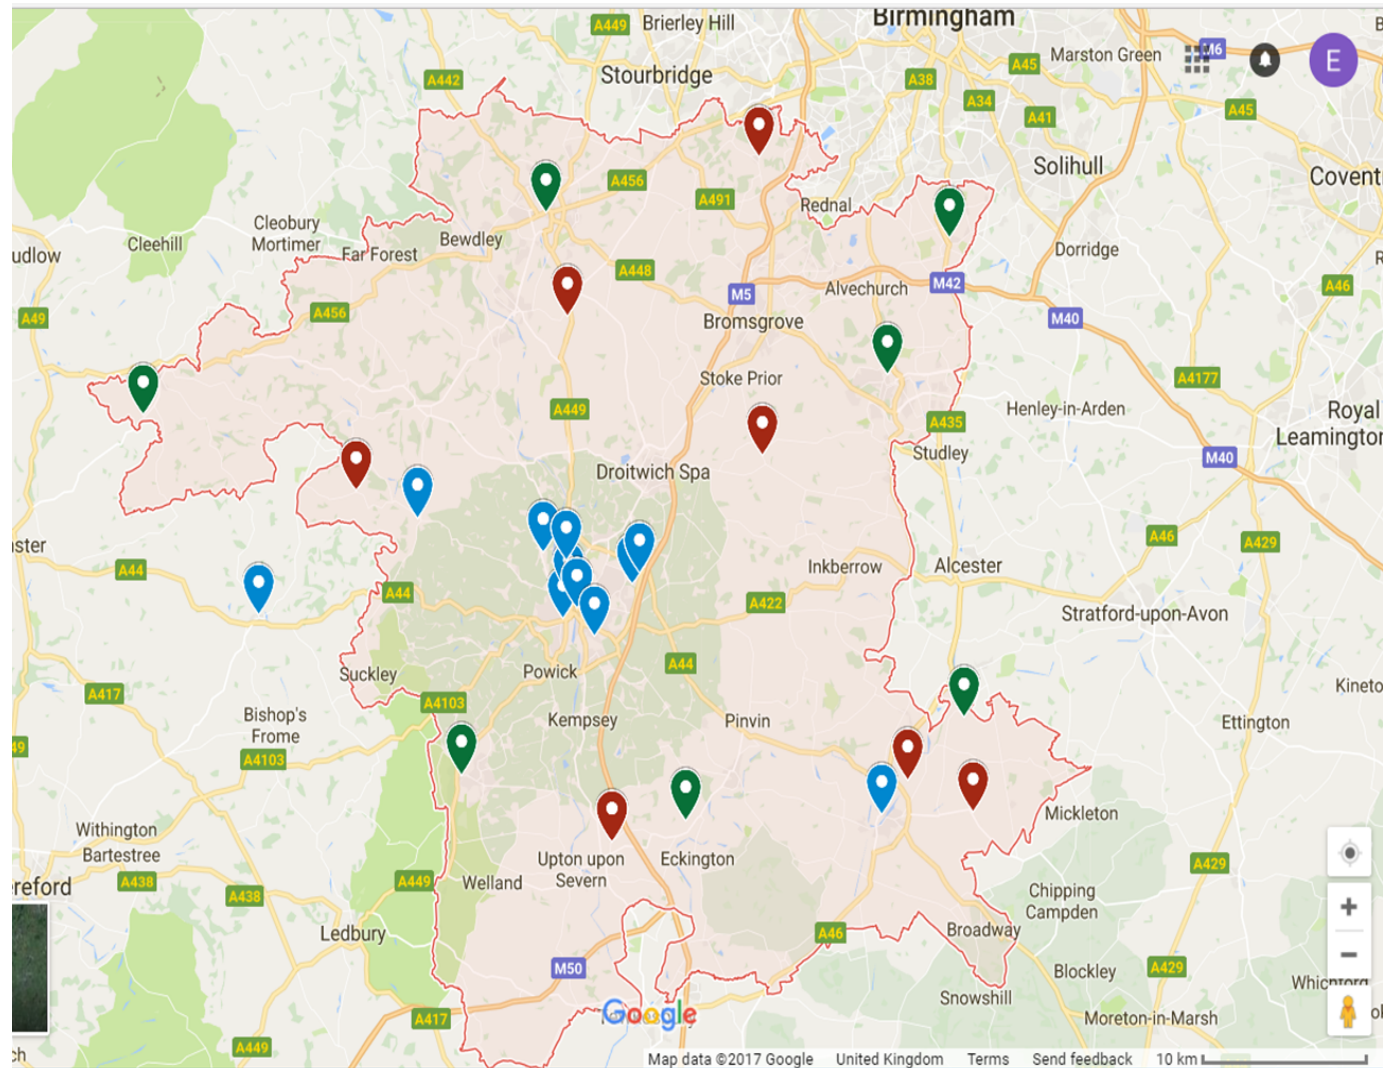 Birmingham
A449
Brierley Hill
Marston Green
M6
E
A442
Stourbridge
A38
A45
A34
A45
A41
Solihull
Covent
A456
A491
Rednal
Cleobury
Mortimer
Cleehill
Bewdley
Far Forest
Dorridge
udlow
A448
M5
Alvechurch
M42
A46
A49
A456
Bromsgrove
M40
Stoke Prior
A4177
A449
Henley-in-Arden
Royal
Leamington
A435
Studley
M40
Droitwich Spa
ster
A44
A46
A429
Inkberrow
Alcester
A44
A422
Stratford-upon-Avon
Suckley
Powick
A44
A417
A4103
Kineto
Bishop's
Frome
Kempsey
Pinvin
Ettington
49
A4103
Mickleton
Withington
Bartestree
Upton upon
Severn
Eckington
A429
ereford
A438
A438
A449
Welland
Chipping
Campden
Ledbury
A46
Broadway
M50
Blockley
A429
Whichford
Snowshill
Google
A417
Moreton-in-Marsh
A449
ch
Map data ©2017 Google United Kingdom Terms Send feedback 10 km